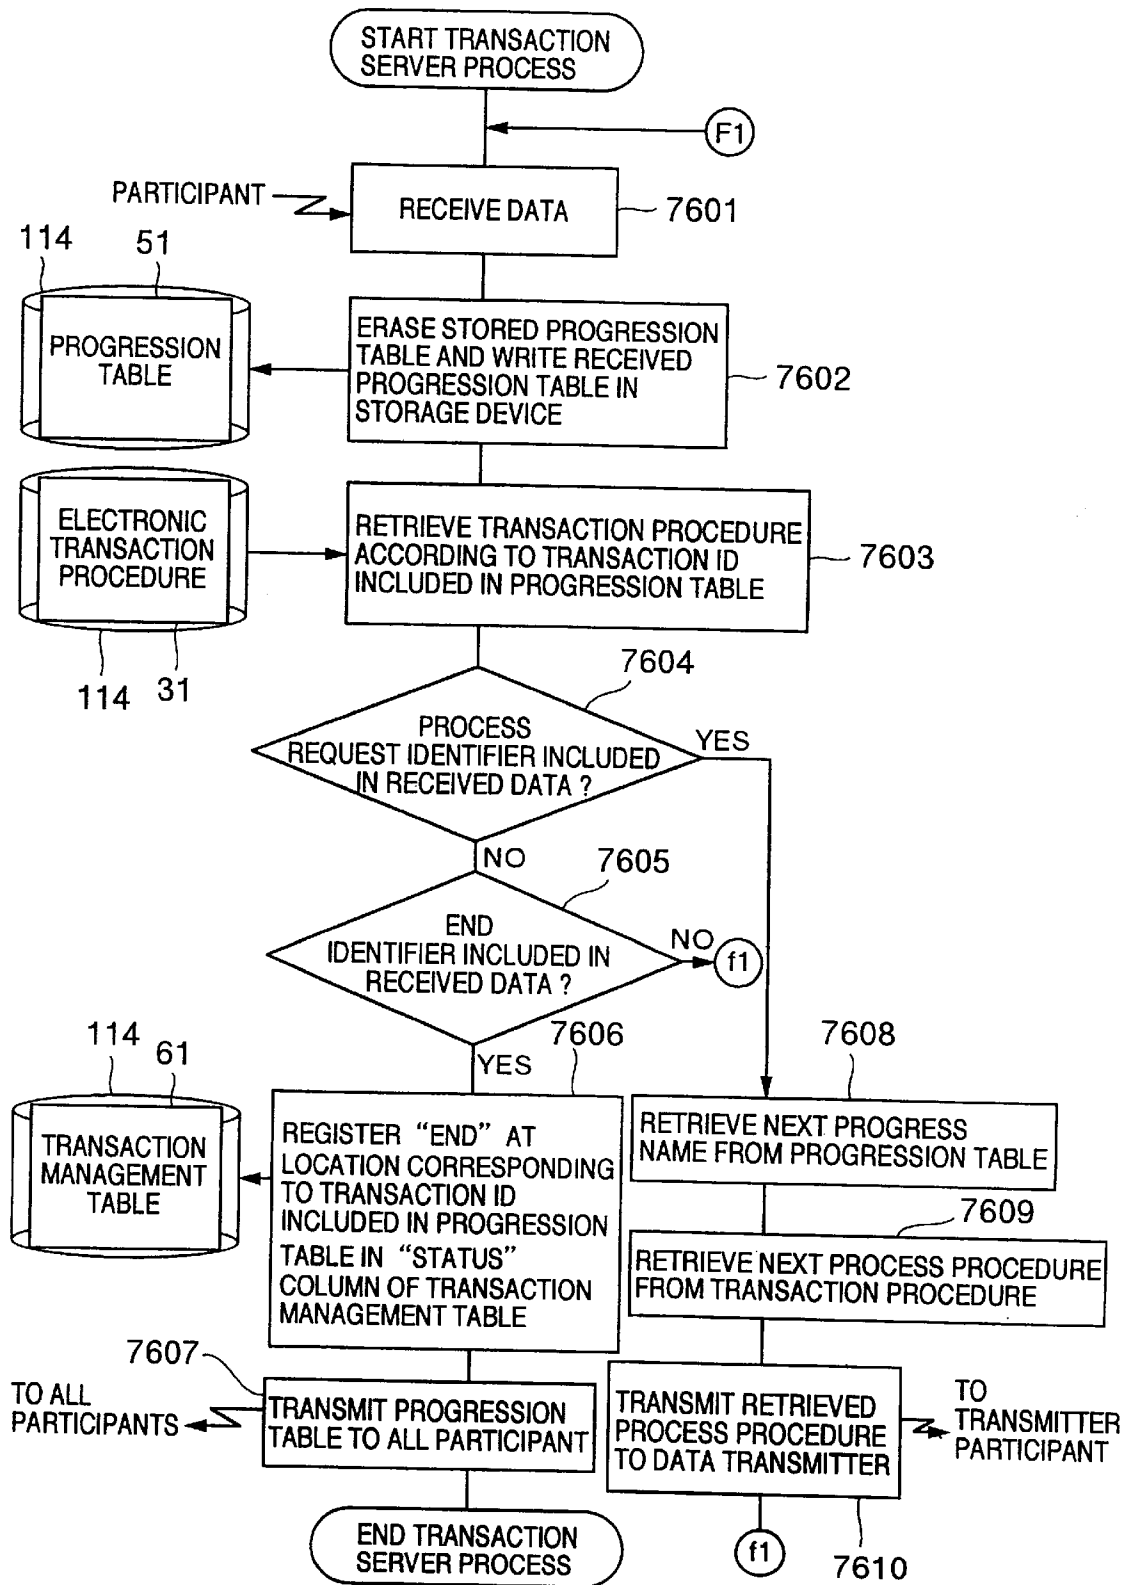 START TRANSACTION
SERVER PROCESS
F1
PARTICIPANT
RECEIVE DATA
7601
114
51
PROGRESSION
TABLE
ERASE STORED PROGRESSION
TABLE AND WRITE RECEIVED
PROGRESSION TABLE IN
STORAGE DEVICE
7602
ELECTRONIC
TRANSACTION
PROCEDURE
114
31
RETRIEVE TRANSACTION PROCEDURE
ACCORDING TO TRANSACTION ID
INCLUDED IN PROGRESSION TABLE
7603
7604
PROCESS
REQUEST IDENTIFIER INCLUDED
IN RECEIVED DATA ?
YES
NO
7605
END
IDENTIFIER INCLUDED IN
RECEIVED DATA ?
NO
f1
YES
7606
114
61
TRANSACTION
MANAGEMENT
TABLE
REGISTER “END” AT
LOCATION CORRESPONDING
TO TRANSACTION ID
INCLUDED IN PROGRESSION
TABLE IN “STATUS”
COLUMN OF TRANSACTION
MANAGEMENT TABLE
7608
RETRIEVE NEXT PROGRESS
NAME FROM PROGRESSION TABLE
7609
RETRIEVE NEXT PROCESS PROCEDURE
FROM TRANSACTION PROCEDURE
7607
TO ALL
PARTICIPANTS
TRANSMIT PROGRESSION
TABLE TO ALL PARTICIPANT
TRANSMIT RETRIEVED
PROCESS PROCEDURE
TO DATA TRANSMITTER
TO
TRANSMITTER
PARTICIPANT
7610
END TRANSACTION
SERVER PROCESS
f1